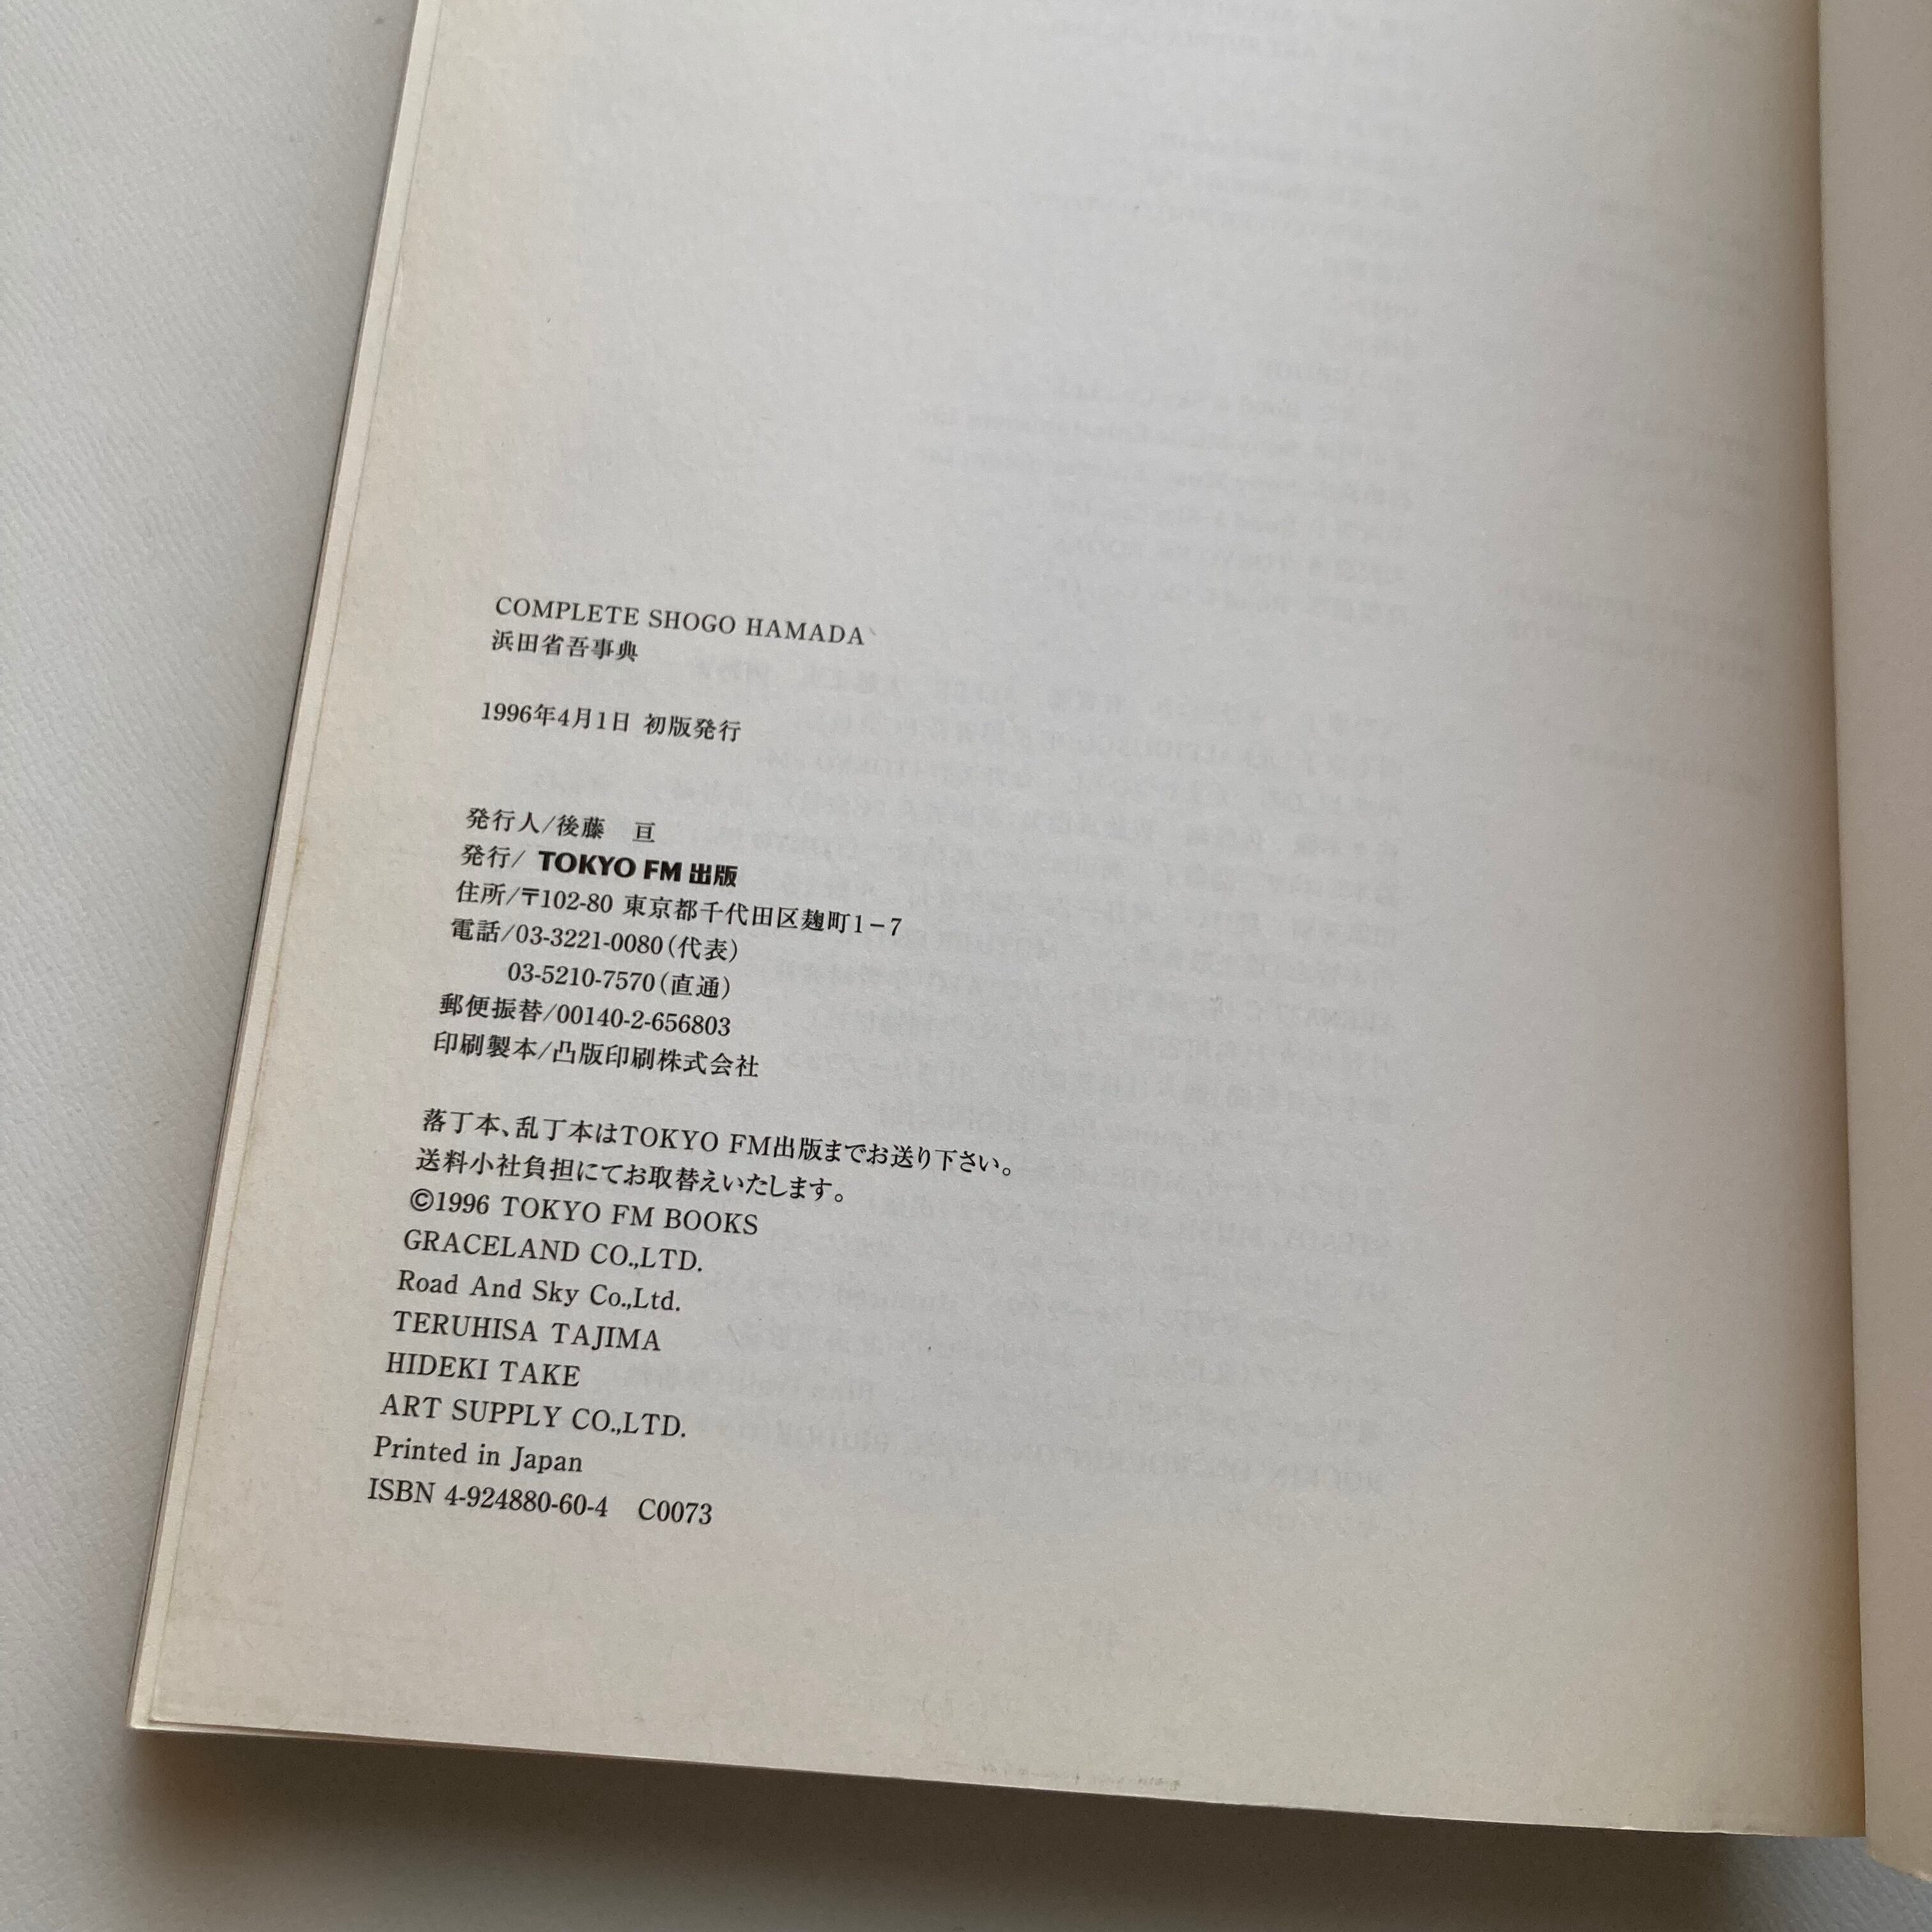 COMPLETE SHOGO HAMADA
浜田省吾事典
1996年4月1日 初版発行
発行人/後藤 亘
発行/ TOKYO FM 出版
住所/〒102-80 東京都千代田区麹町1−7
電話/03-3221-0080(代表)
03-5210-7570(直通)
郵便振替/00140-2-656803
印刷製本/凸版印刷株式会社
落丁本、乱丁本はTOKYO FM出版までお送り下さい。
送料小社負担にてお取替えいたします。
©1996 TOKYO FM BOOKS
GRACELAND CO.,LTD.
Road And Sky Co.,Ltd.
TERUHISA TAJIMA
HIDEKI TAKE
ART SUPPLY CO.,LTD.
Printed in Japan
ISBN 4-924880-60-4 C0073